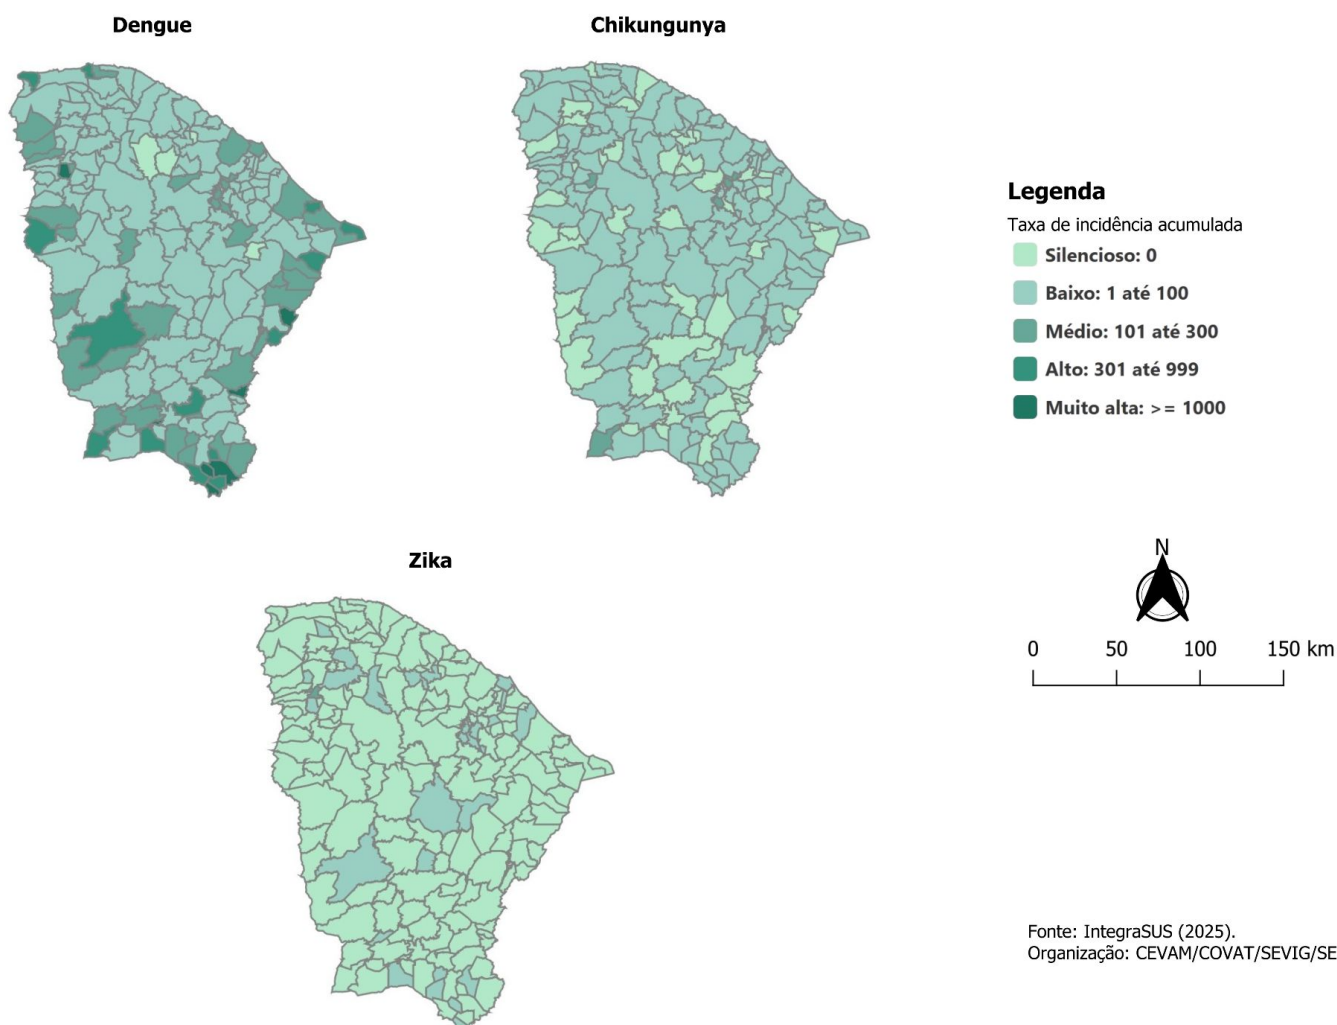 Dengue
Chikungunya
Legenda
Taxa de incidência acumulada
Silencioso: 0
Baixo: 1 até 100
Médio: 101 até 300
Alto: 301 até 999
Muito alta: >= 1000
Zika
N
0 50 100 150 km
Fonte: IntegraSUS (2025).
Organização: CEVAM/COVAT/SEVIG/SE